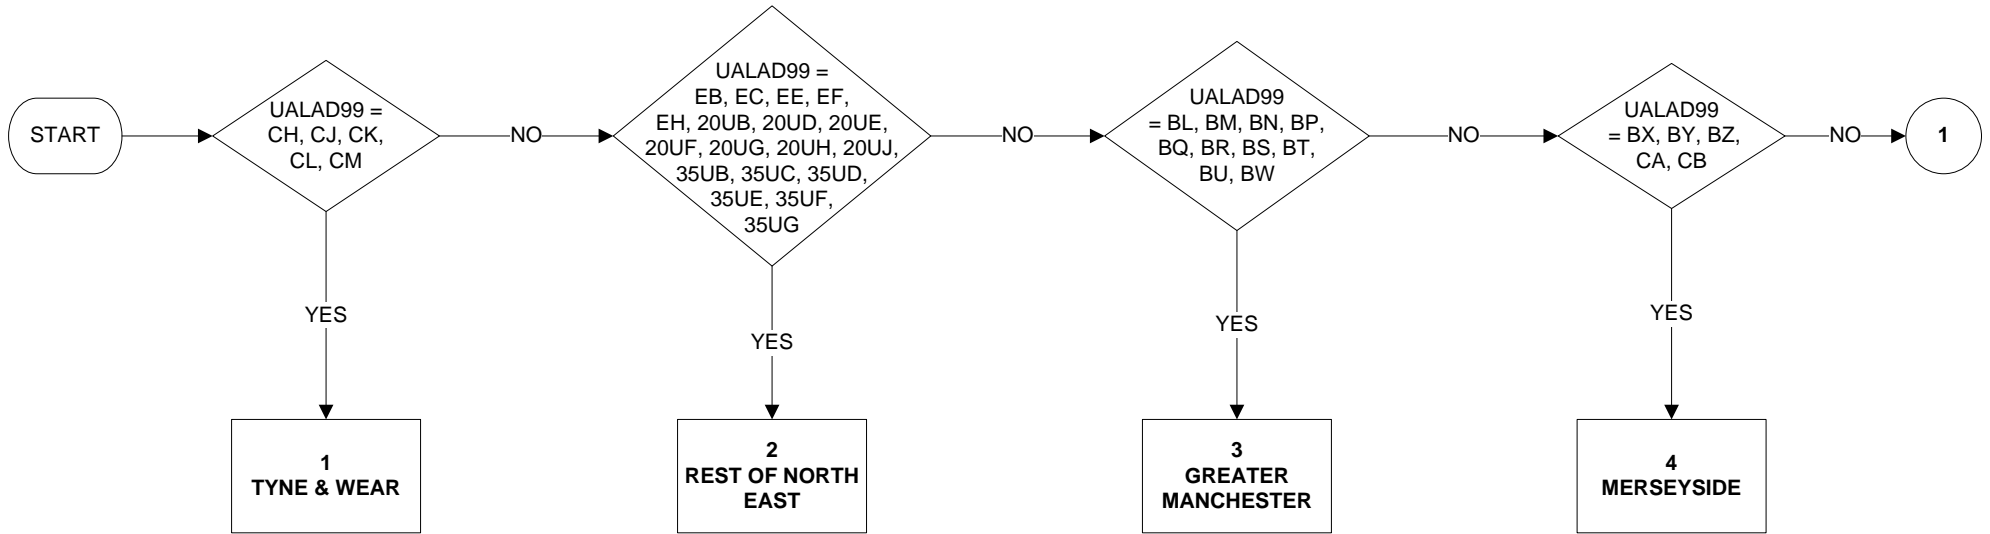 START
UALAD99 =
CH, CJ, CK,
CL, CM
NO
UALAD99 =
EB, EC, EE, EF,
EH, 20UB, 20UD, 20UE,
20UF, 20UG, 20UH, 20UJ,
35UB, 35UC, 35UD,
35UE, 35UF,
35UG
NO
UALAD99
= BL, BM, BN, BP,
BQ, BR, BS, BT,
BU, BW
NO
UALAD99
= BX, BY, BZ,
CA, CB
NO
1
YES
YES
YES
YES
1
TYNE & WEAR
2
REST OF NORTH
EAST
3
GREATER
MANCHESTER
4
MERSEYSIDE